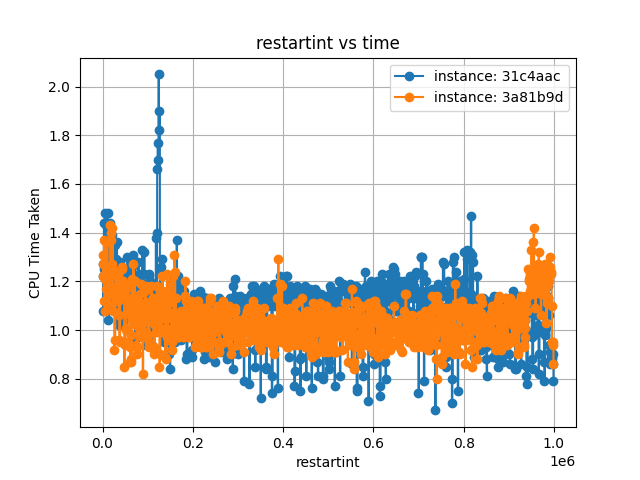 restartint vs time
instance: 31c4aac
instance: 3a81b9d
CPU Time Taken
2.0
1.8
1.6
1.4
1.2
1.0
0.8
0.0 0.2 0.4 0.6 0.8 1.0
1e6
restartint